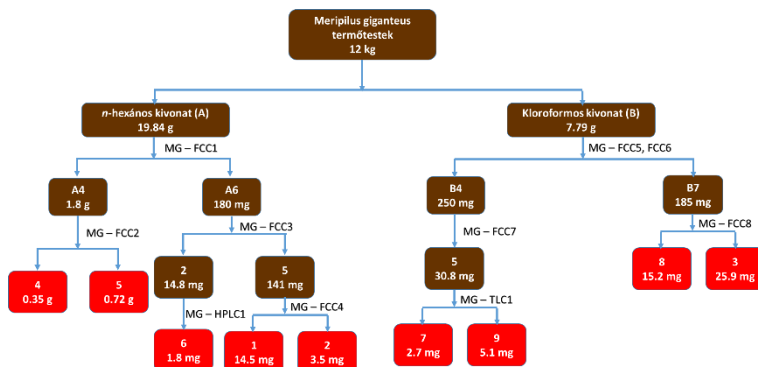 Meripilus giganteus
termőtestek
12 kg
n-hexános kivonat (A)
19.84 g
Kloroformos kivonat (B)
7.79 g
MG – FCC1
MG – FCC5, FCC6
A4
1.8 g
A6
180 mg
B4
250 mg
B7
185 mg
MG – FCC2
MG – FCC3
MG – FCC7
MG – FCC8
4
0.35 g
5
0.72 g
2
14.8 mg
5
141 mg
5
30.8 mg
8
15.2 mg
3
25.9 mg
MG – HPLC1
MG – FCC4
MG – TLC1
6
1.8 mg
1
14.5 mg
2
3.5 mg
7
2.7 mg
9
5.1 mg